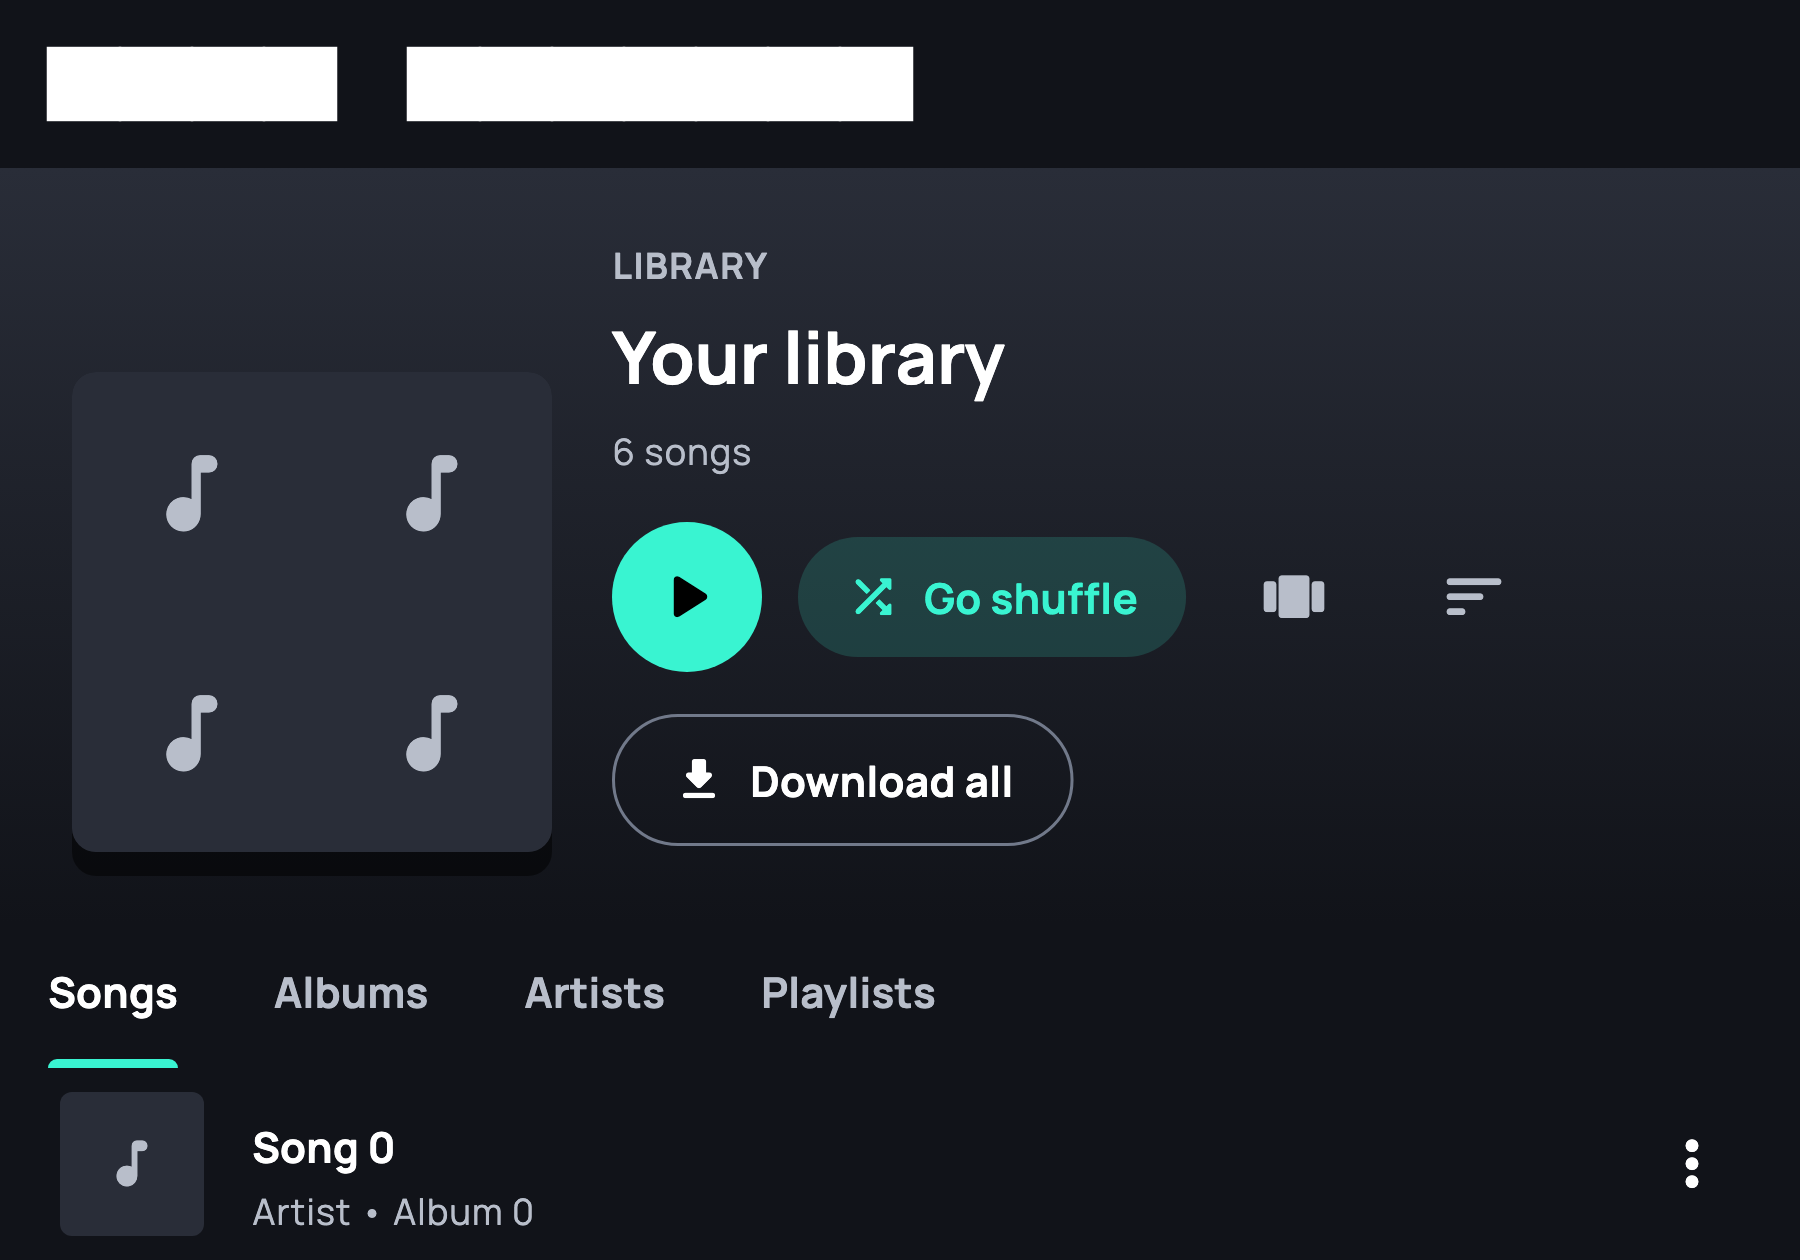 LIBRARY
Your library
6 songs
Go shuffle
Download all
Songs Albums Artists Playlists
Song 0
Artist • Album 0